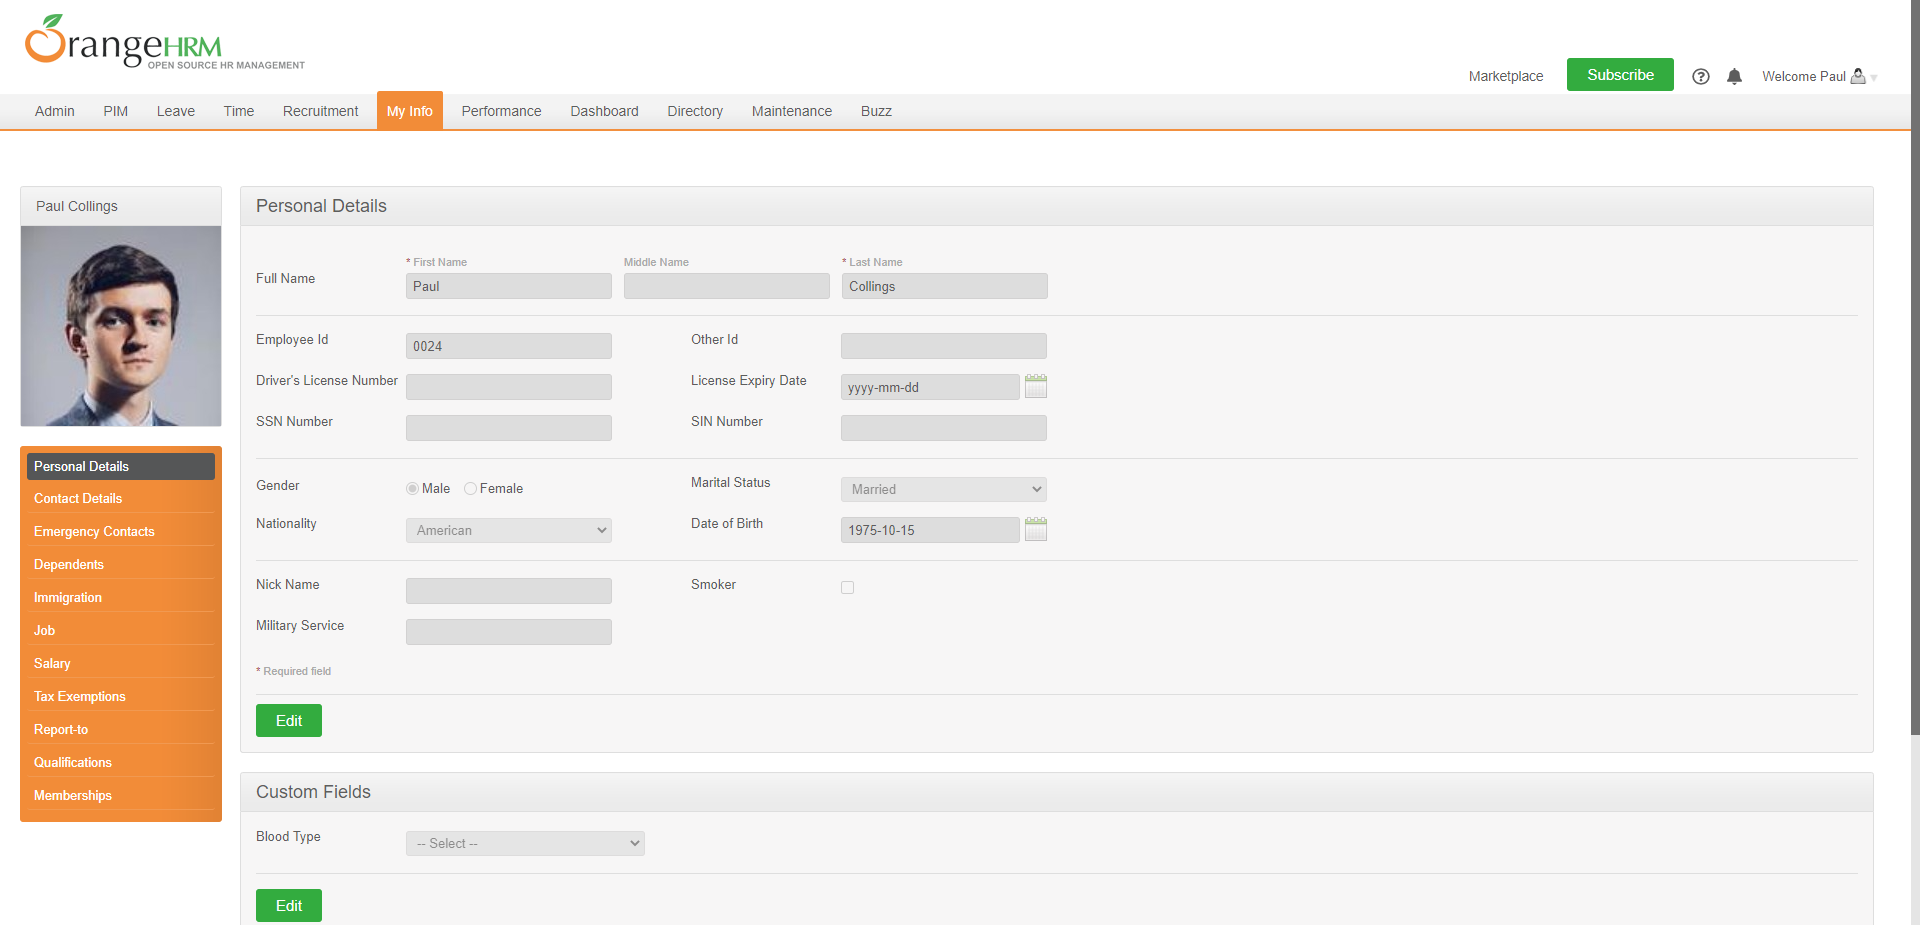 OrangeHRM
OPEN SOURCE HR MANAGEMENT
Marketplace
Subscribe
Welcome Paul
Admin
PIM
Leave
Time
Recruitment
My Info
Performance
Dashboard
Directory
Maintenance
Buzz
Paul Collings
Personal Details
Contact Details
Emergency Contacts
Dependents
Immigration
Job
Salary
Tax Exemptions
Report-to
Qualifications
Memberships
Personal Details
Full Name
* First Name
Middle Name
* Last Name
Paul
Collings
Employee Id
0024
Other Id
Driver's License Number
License Expiry Date
yyyy-mm-dd
SSN Number
SIN Number
Gender
Male
Female
Marital Status
Married
Nationality
American
Date of Birth
1975-10-15
Nick Name
Smoker
Military Service
* Required field
Edit
Custom Fields
Blood Type
-- Select --
Edit